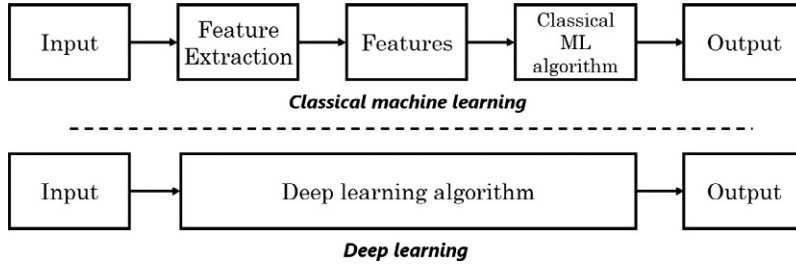 Input
Feature
Extraction
Features
Classical
ML
algorithm
Output
Classical machine learning
Input
Deep learning algorithm
Output
Deep learning